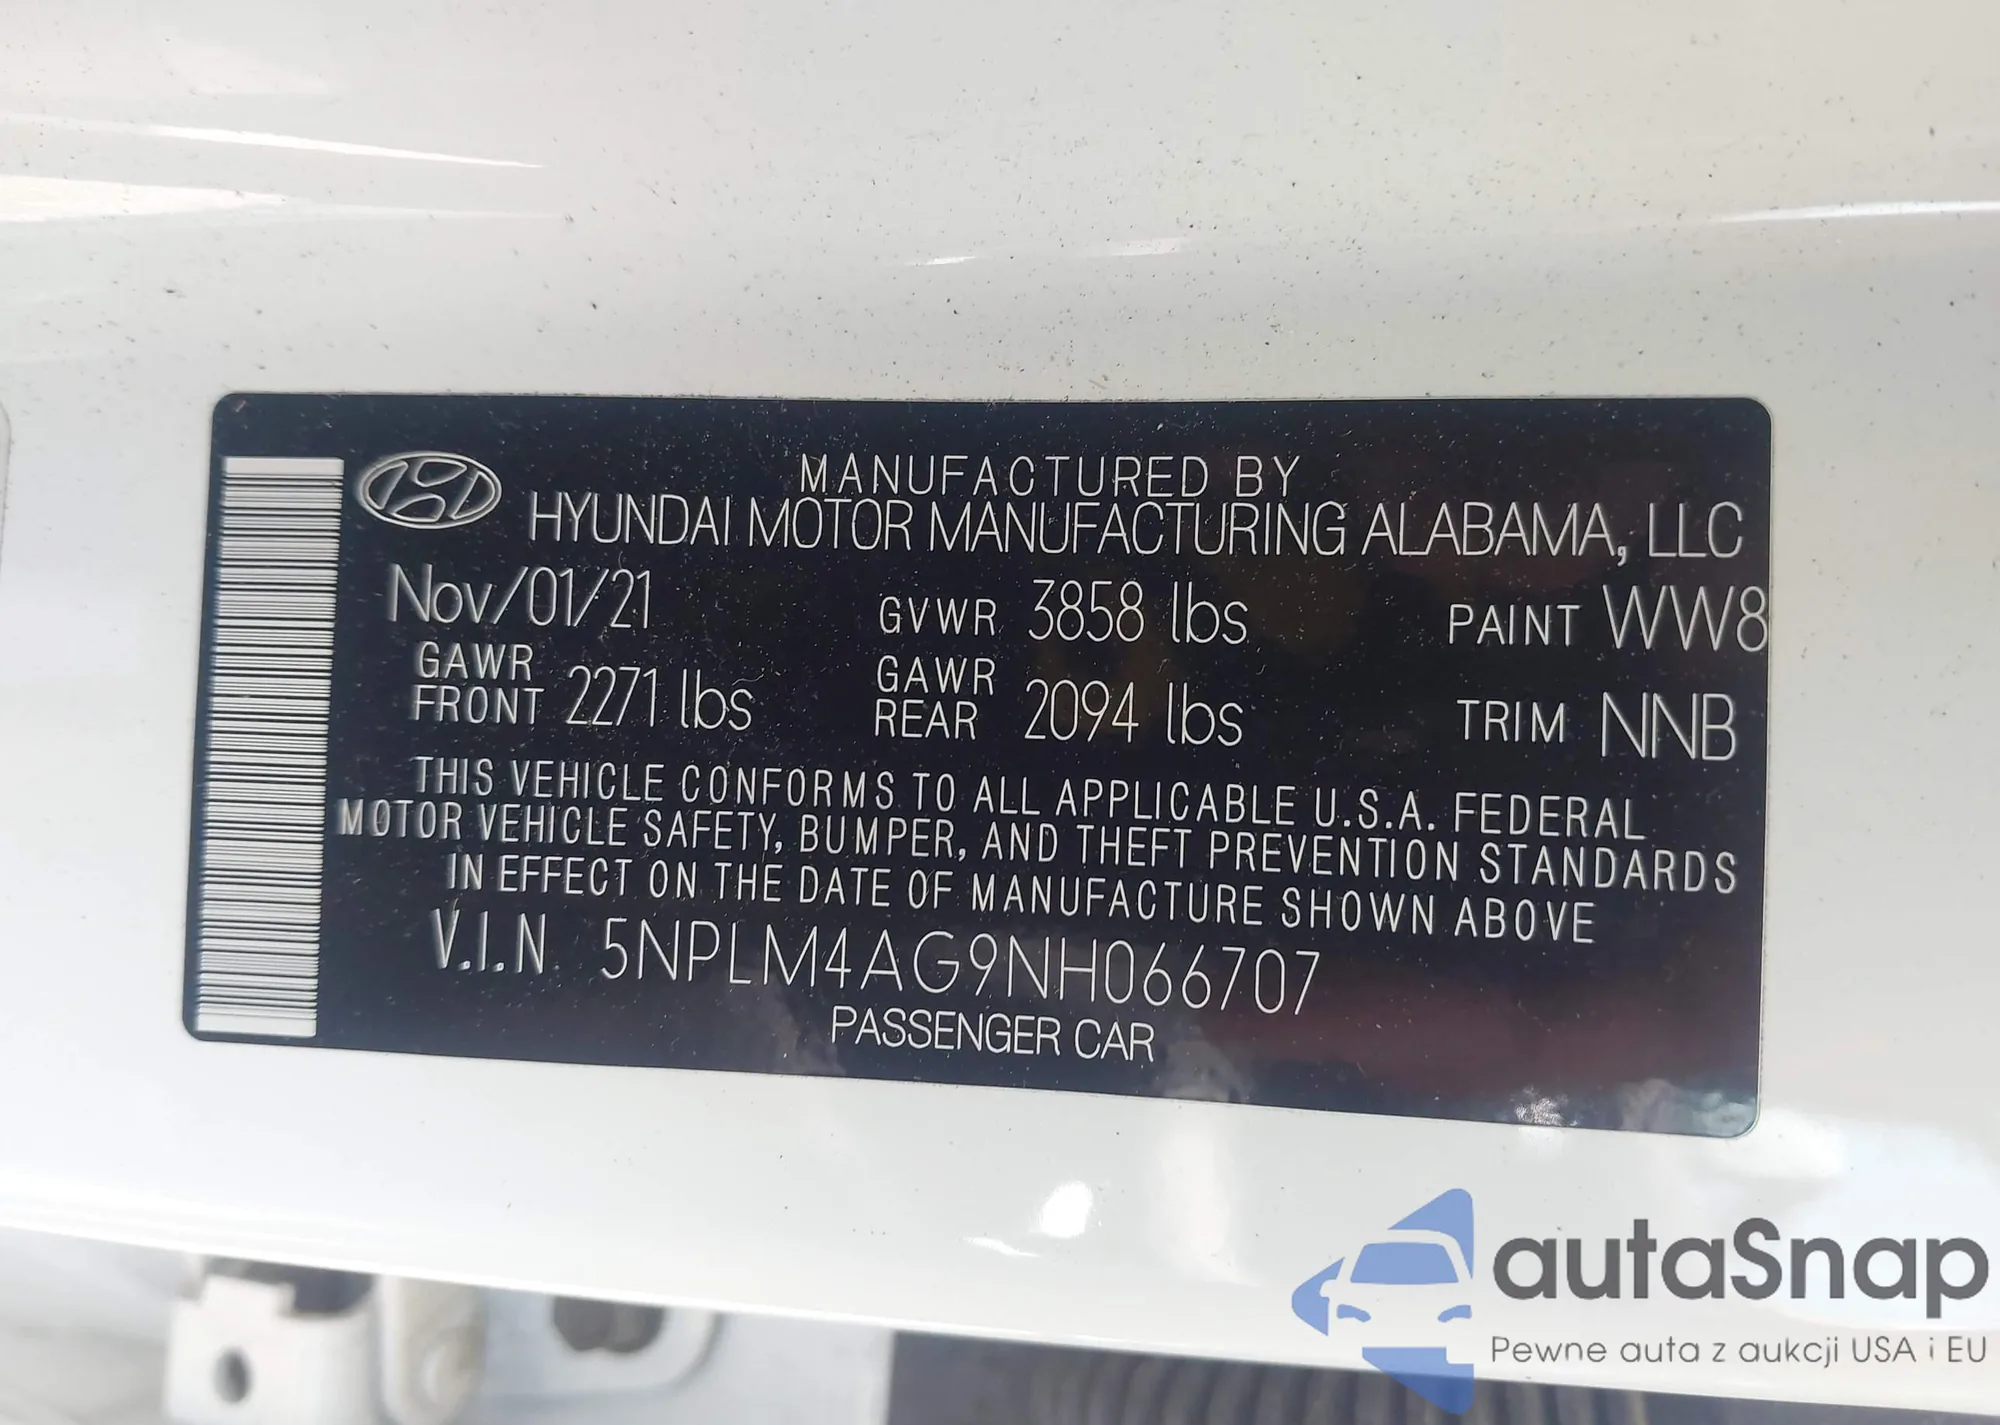 MANUFACTURED BY
HYUNDAI MOTOR MANUFACTURING ALABAMA, LLC
Nov/01/21 GVWR 3858 lbs PAINT WW8
GAWR FRONT 2271 lbs GAWR REAR 2094 lbs TRIM NNB
THIS VEHICLE CONFORMS TO ALL APPLICABLE U.S.A. FEDERAL
MOTOR VEHICLE SAFETY, BUMPER, AND THEFT PREVENTION STANDARDS
IN EFFECT ON THE DATE OF MANUFACTURE SHOWN ABOVE
V.I.N 5NPLM4AG9NH066707
PASSENGER CAR
autaSnap
Pewne auta z aukcji USA i EU